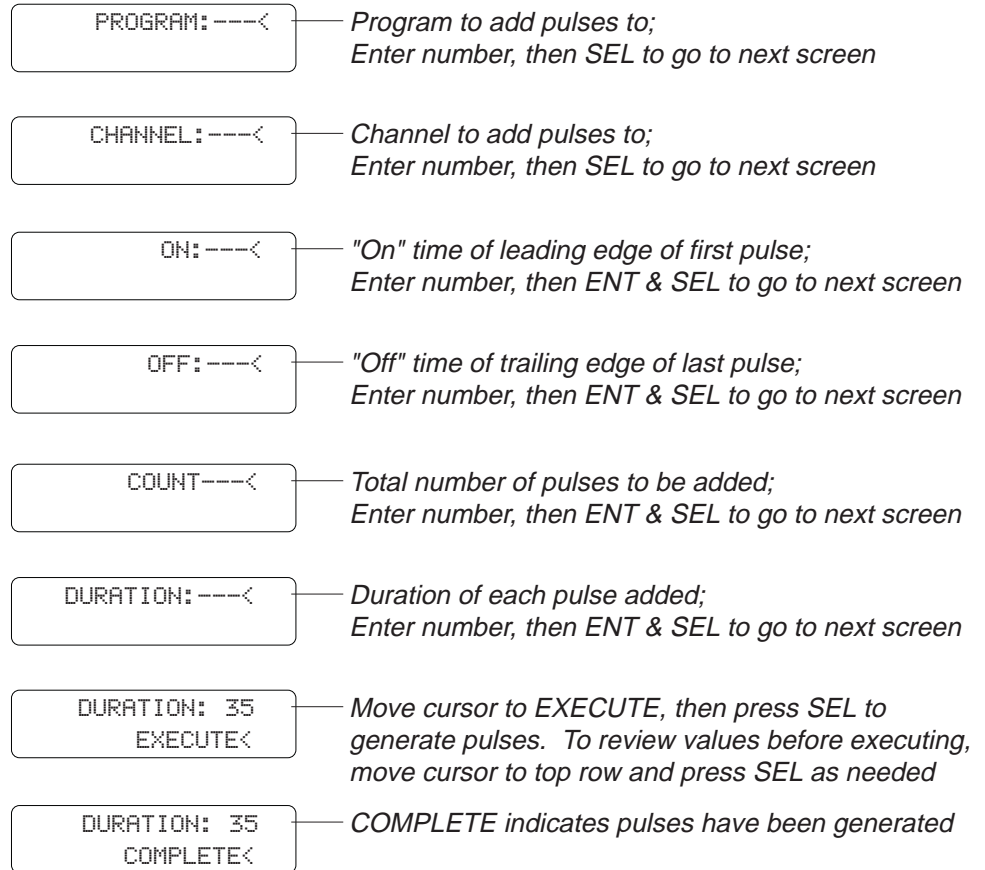 PROGRAM:---<
Program to add pulses to;
Enter number, then SEL to go to next screen
CHANNEL:---<
Channel to add pulses to;
Enter number, then SEL to go to next screen
ON:---<
"On" time of leading edge of first pulse;
Enter number, then ENT & SEL to go to next screen
OFF:---<
"Off" time of trailing edge of last pulse;
Enter number, then ENT & SEL to go to next screen
COUNT---<
Total number of pulses to be added;
Enter number, then ENT & SEL to go to next screen
DURATION:---<
Duration of each pulse added;
Enter number, then ENT & SEL to go to next screen
DURATION: 35
EXECUTE<
Move cursor to EXECUTE, then press SEL to
generate pulses.  To review values before executing,
move cursor to top row and press SEL as needed
DURATION: 35
COMPLETE<
COMPLETE indicates pulses have been generated